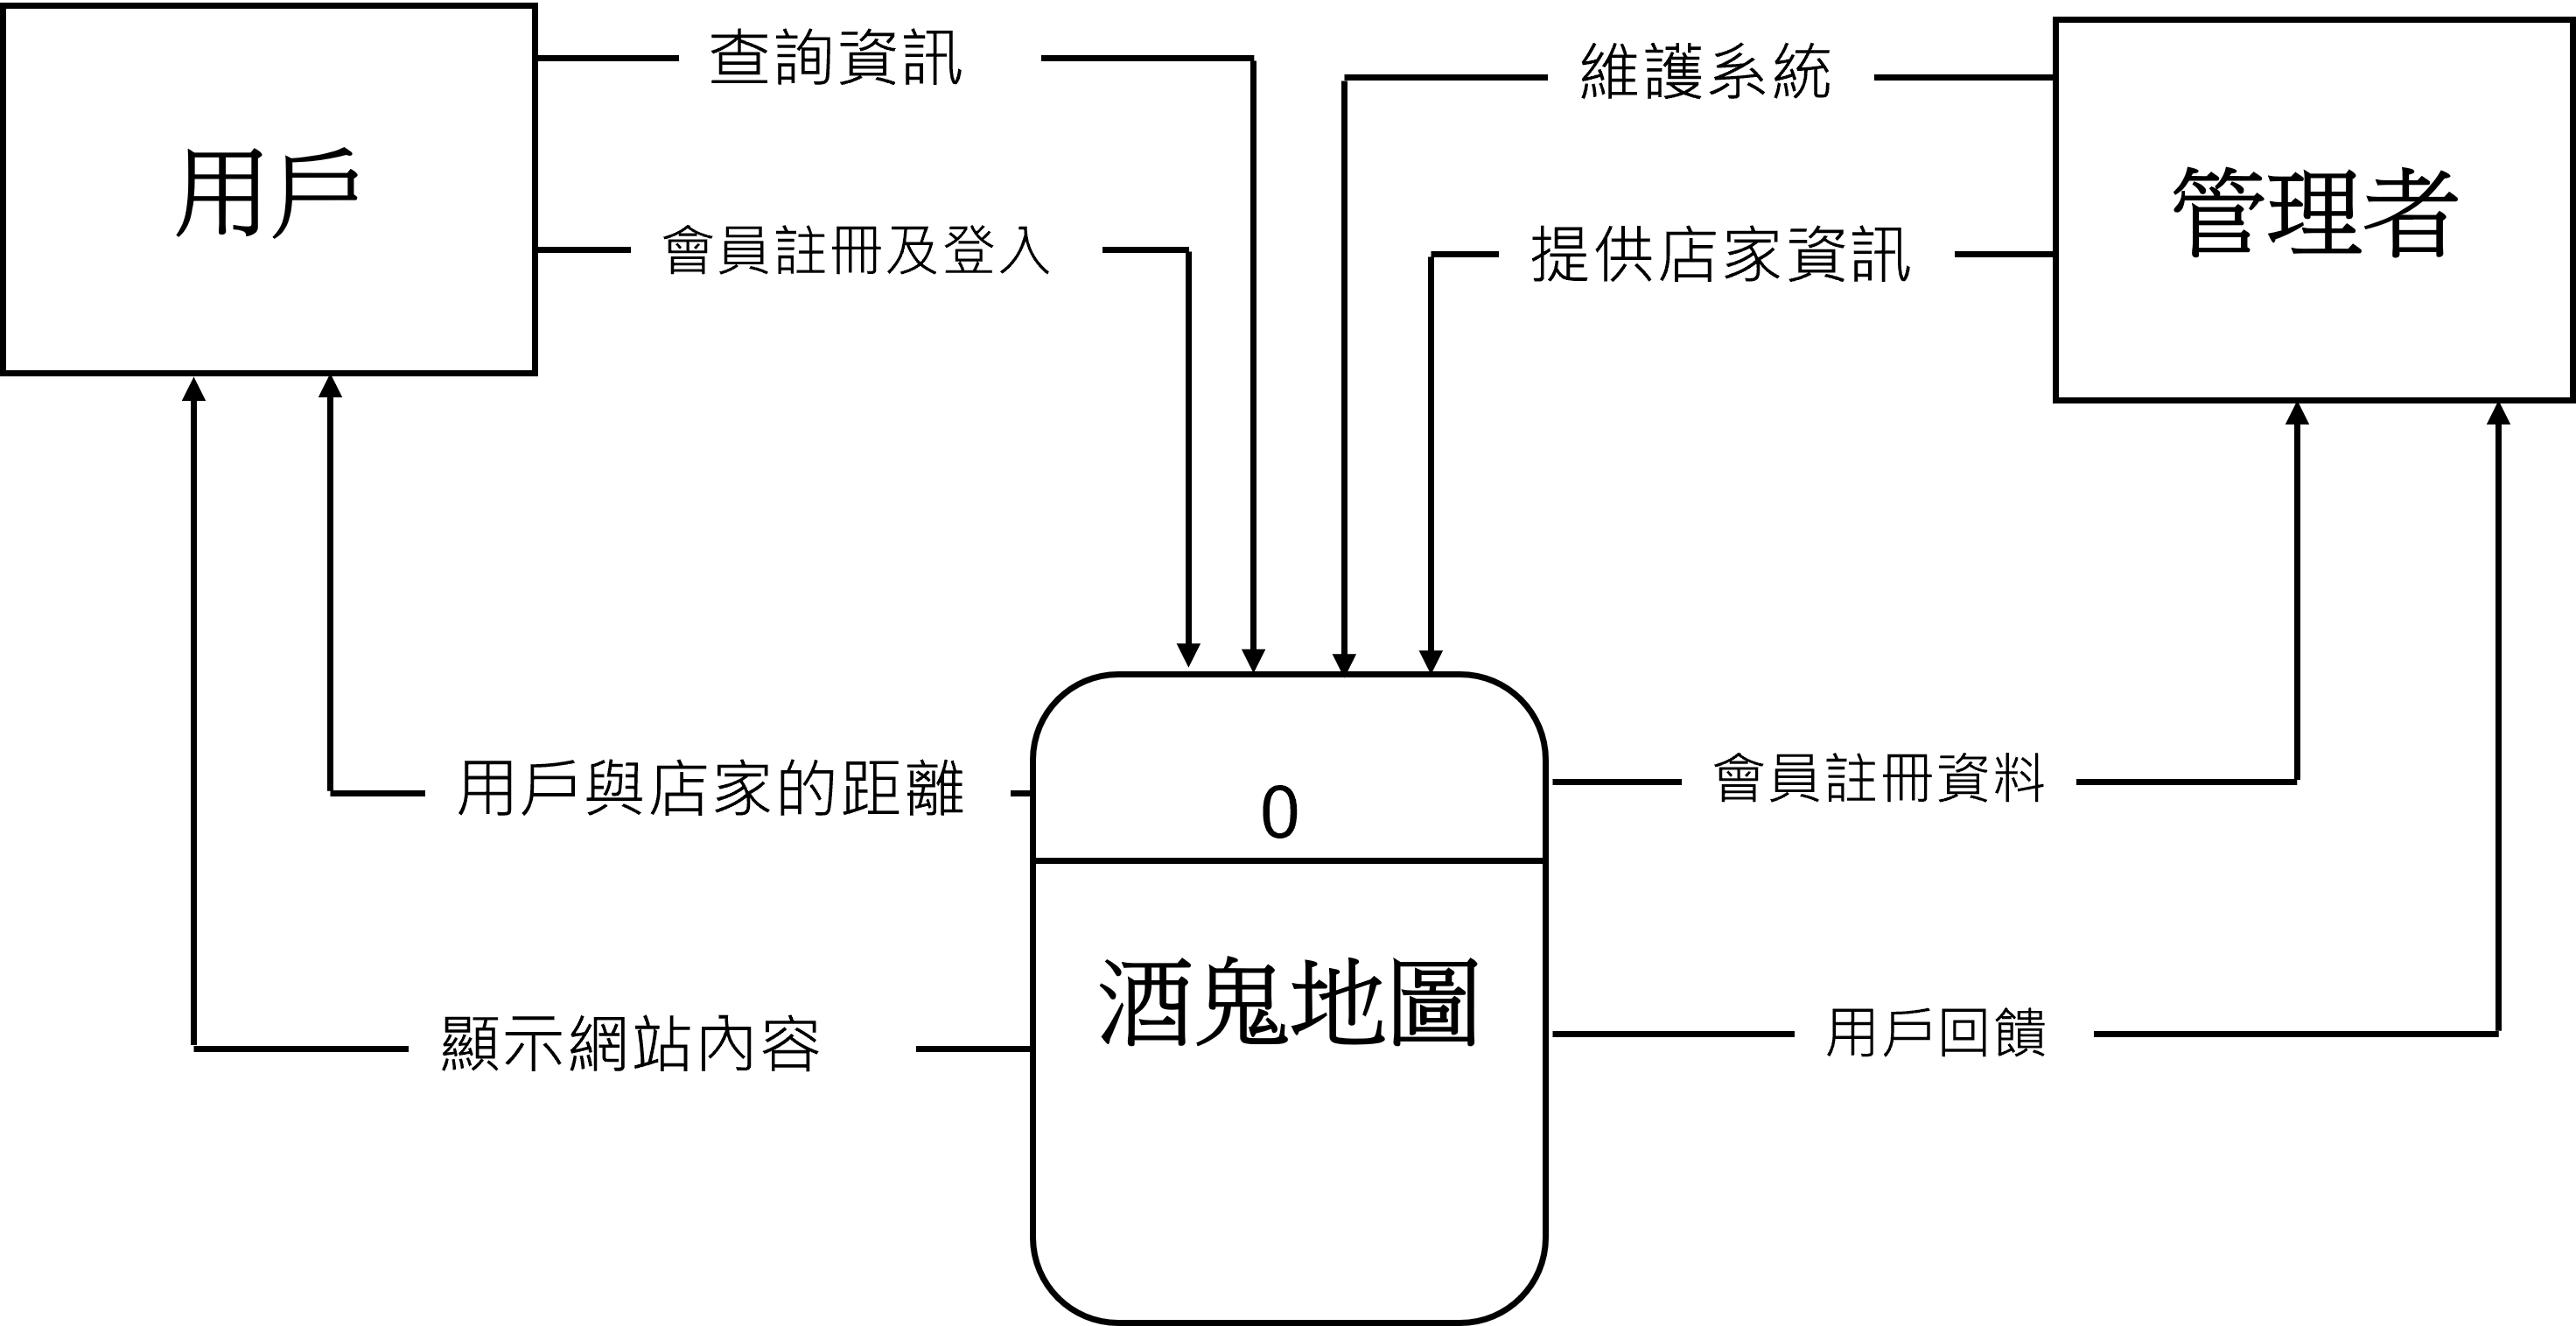 查詢資訊
維護系統
用戶
管理者
會員註冊及登入
提供店家資訊
用戶與店家的距離
會員註冊資料
0
酒鬼地圖
顯示網站內容
用戶回饋